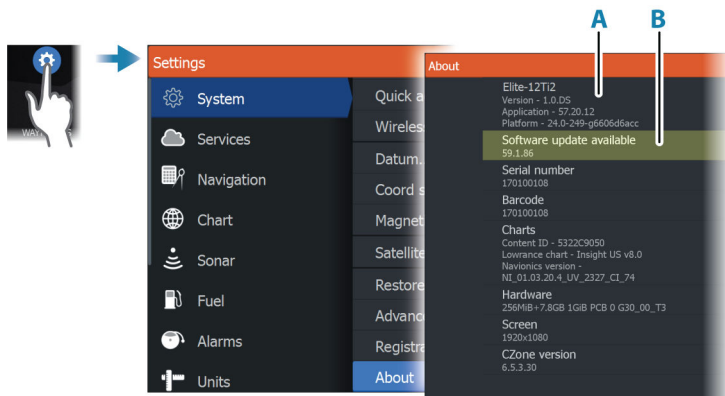 A B
Settings
System
Services
Navigation
Chart
Sonar
Fuel
Alarms
Units
Quick a
Wireles
Datum.
Coord s
Magnet
Satellite
Restore
Advanc
Registra
About
About
Elite-12Ti2
Version - 1.0.DS
Application - 57.20.12
Platform - 24.0-249-g6606d6acc
Software update available
59.1.86
Serial number
170100108
Barcode
170100108
Charts
Content ID - 5322C9050
Lowrance chart - Insight US v8.0
Navionics version -
NI_01.03.20.4_UV_2327_CI_74
Hardware
256MiB+7.8GB 1GiB PCB 0 G30_00_T3
Screen
1920x1080
CZone version
6.5.3.30